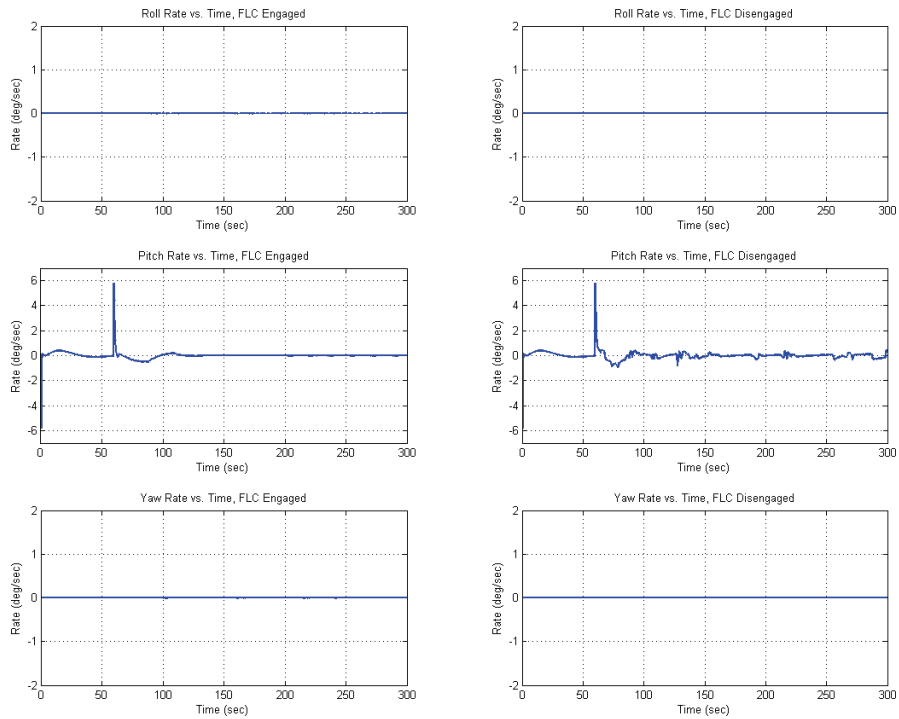 Roll Rate vs. Time, FLC Engaged
2
1
0
-1
-2
Rate (deg/sec)
0 50 100 150 200 250 300
Time (sec)
Roll Rate vs. Time, FLC Disengaged
2
1
0
-1
-2
Rate (deg/sec)
0 50 100 150 200 250 300
Time (sec)
Pitch Rate vs. Time, FLC Engaged
6
4
2
0
-2
-4
-6
Rate (deg/sec)
0 50 100 150 200 250 300
Time (sec)
Pitch Rate vs. Time, FLC Disengaged
6
4
2
0
-2
-4
-6
Rate (deg/sec)
0 50 100 150 200 250 300
Time (sec)
Yaw Rate vs. Time, FLC Engaged
2
1
0
-1
-2
Rate (deg/sec)
0 50 100 150 200 250 300
Time (sec)
Yaw Rate vs. Time, FLC Disengaged
2
1
0
-1
-2
Rate (deg/sec)
0 50 100 150 200 250 300
Time (sec)